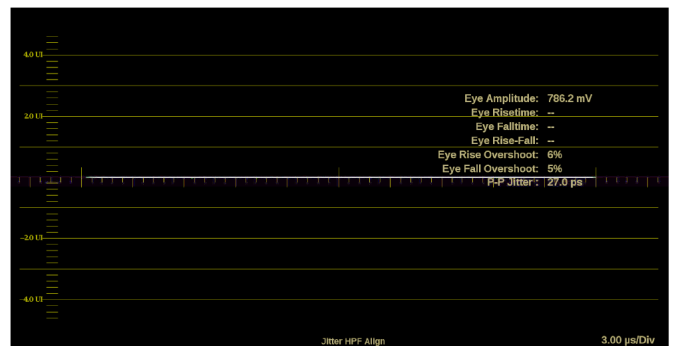 4.0 UI
2.0 UI
-2.0 UI
-4.0 UI
Eye Amplitude: 786.2 mV
Eye Risetime: --
Eye Falltime: --
Eye Rise-Fall: --
Eye Rise Overshoot: 6%
Eye Fall Overshoot: 5%
P-P Jitter : 27.0 ps
Jitter HPF Align
3.00 µs/Div